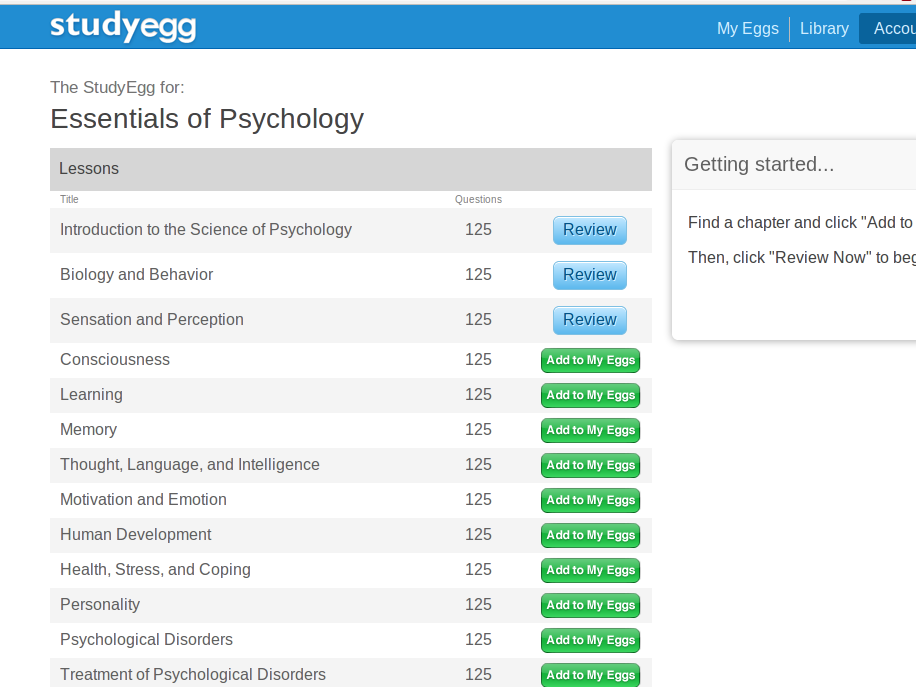 studyegg
My Eggs Library
The StudyEgg for:
Essentials of Psychology
Lessons
Title Questions
Introduction to the Science of Psychology 125 Review
Biology and Behavior 125 Review
Sensation and Perception 125 Review
Consciousness 125 Add to My Eggs
Learning 125 Add to My Eggs
Memory 125 Add to My Eggs
Thought, Language, and Intelligence 125 Add to My Eggs
Motivation and Emotion 125 Add to My Eggs
Human Development 125 Add to My Eggs
Health, Stress, and Coping 125 Add to My Eggs
Personality 125 Add to My Eggs
Psychological Disorders 125 Add to My Eggs
Treatment of Psychological Disorders 125 Add to My Eggs
Getting started...
Find a chapter and click "Add to
Then, click "Review Now" to